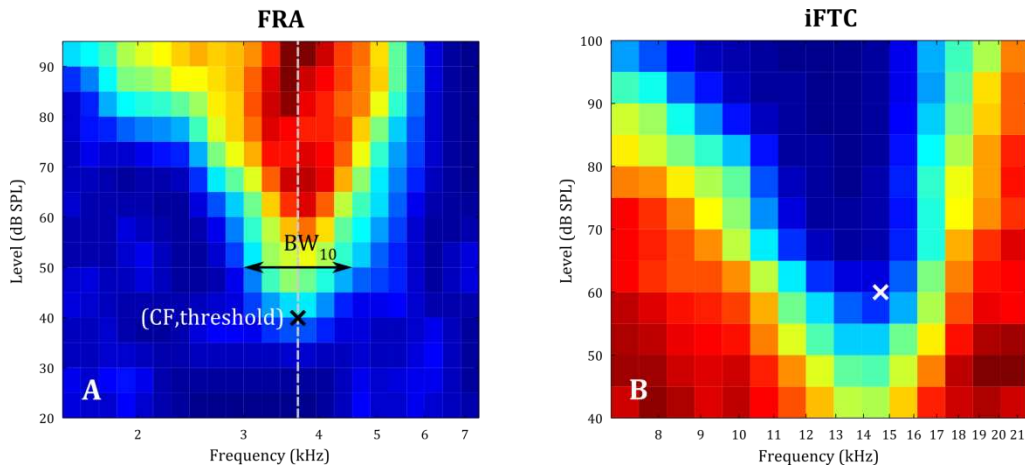 FRA
Level (dB SPL)
90
80
70
60
50
40
30
20
BW10
(CF,threshold)
A
2 3 4 5 6 7
Frequency (kHz)
iFTC
Level (dB SPL)
100
90
80
70
60
50
40
B
8 9 10 11 12 13 14 15 16 17 18 19 20 21
Frequency (kHz)